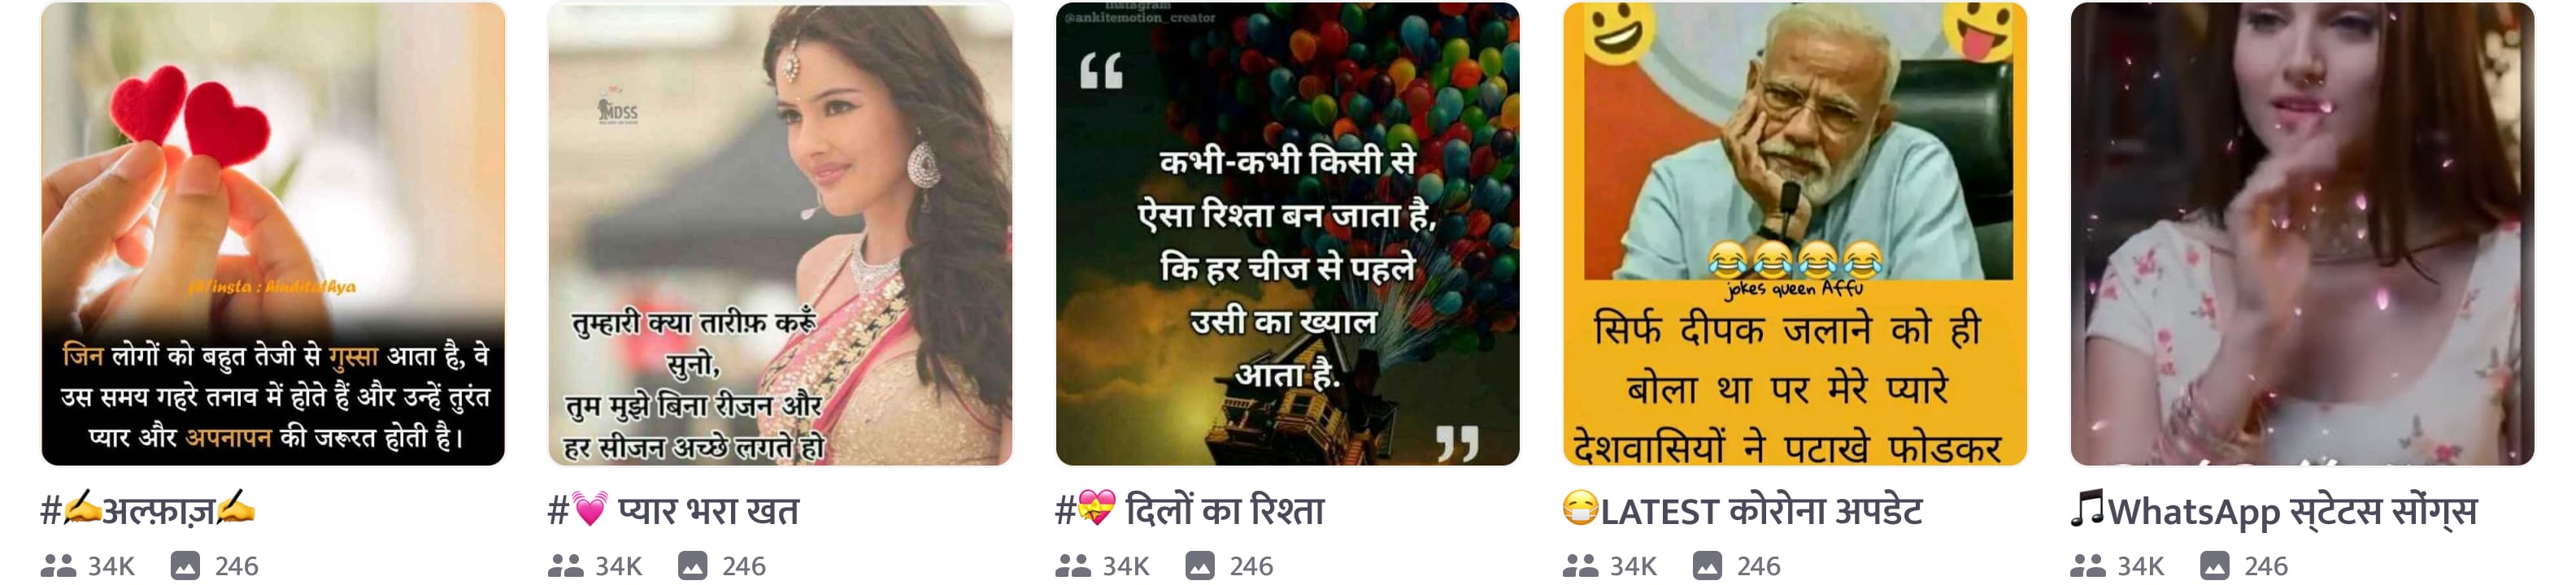 जिन लोगों को बहुत तेजी से गुस्सा आता है, वे
उस समय गहरे तनाव में होते हैं और उन्हें तुरंत
प्यार और अपनापन की जरूरत होती है।
#✍अल्फ़ाज़✍
34K 246
MDSS
तुम्हारी क्या तारीफ़ करूँ
सुनो,
तुम मुझे बिना रीजन और
हर सीजन अच्छे लगते हो
#💓 प्यार भरा खत
34K 246
Instagram
@ankitemotion_creator
“
कभी-कभी किसी से
ऐसा रिश्ता बन जाता है,
कि हर चीज से पहले
उसी का ख्याल
आता है.
”
#💝 दिलों का रिश्ता
34K 246
😂😂😂😂
jokes queen Affu
सिर्फ दीपक जलाने को ही
बोला था पर मेरे प्यारे
देशवासियों ने पटाखे फोडकर
😷LATEST कोरोना अपडेट
34K 246
🎵WhatsApp स्टेटस सोंग्स
34K 246